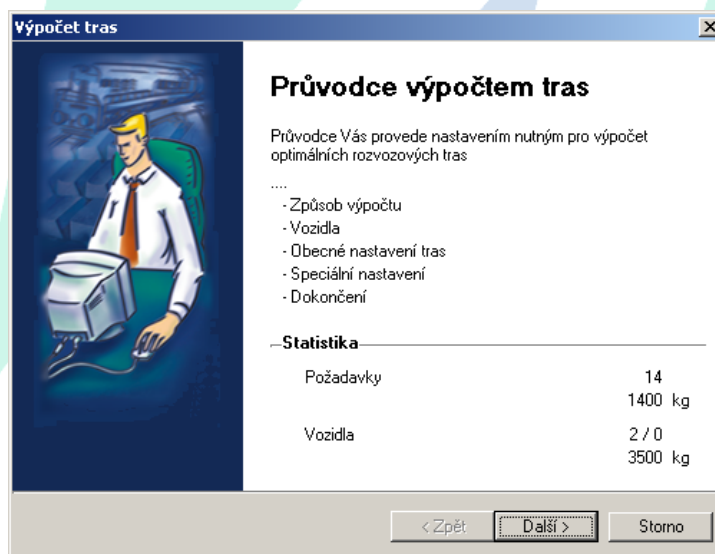 Výpočet tras
Průvodce výpočtem tras
Průvodce Vás provede nastavením nutným pro výpočet
optimálních rozvozových tras
....
- Způsob výpočtu
- Vozidla
- Obecné nastavení tras
- Speciální nastavení
- Dokončení
Statistika
Požadavky 14
1400 kg
Vozidla 2 / 0
3500 kg
< Zpět Další > Storno